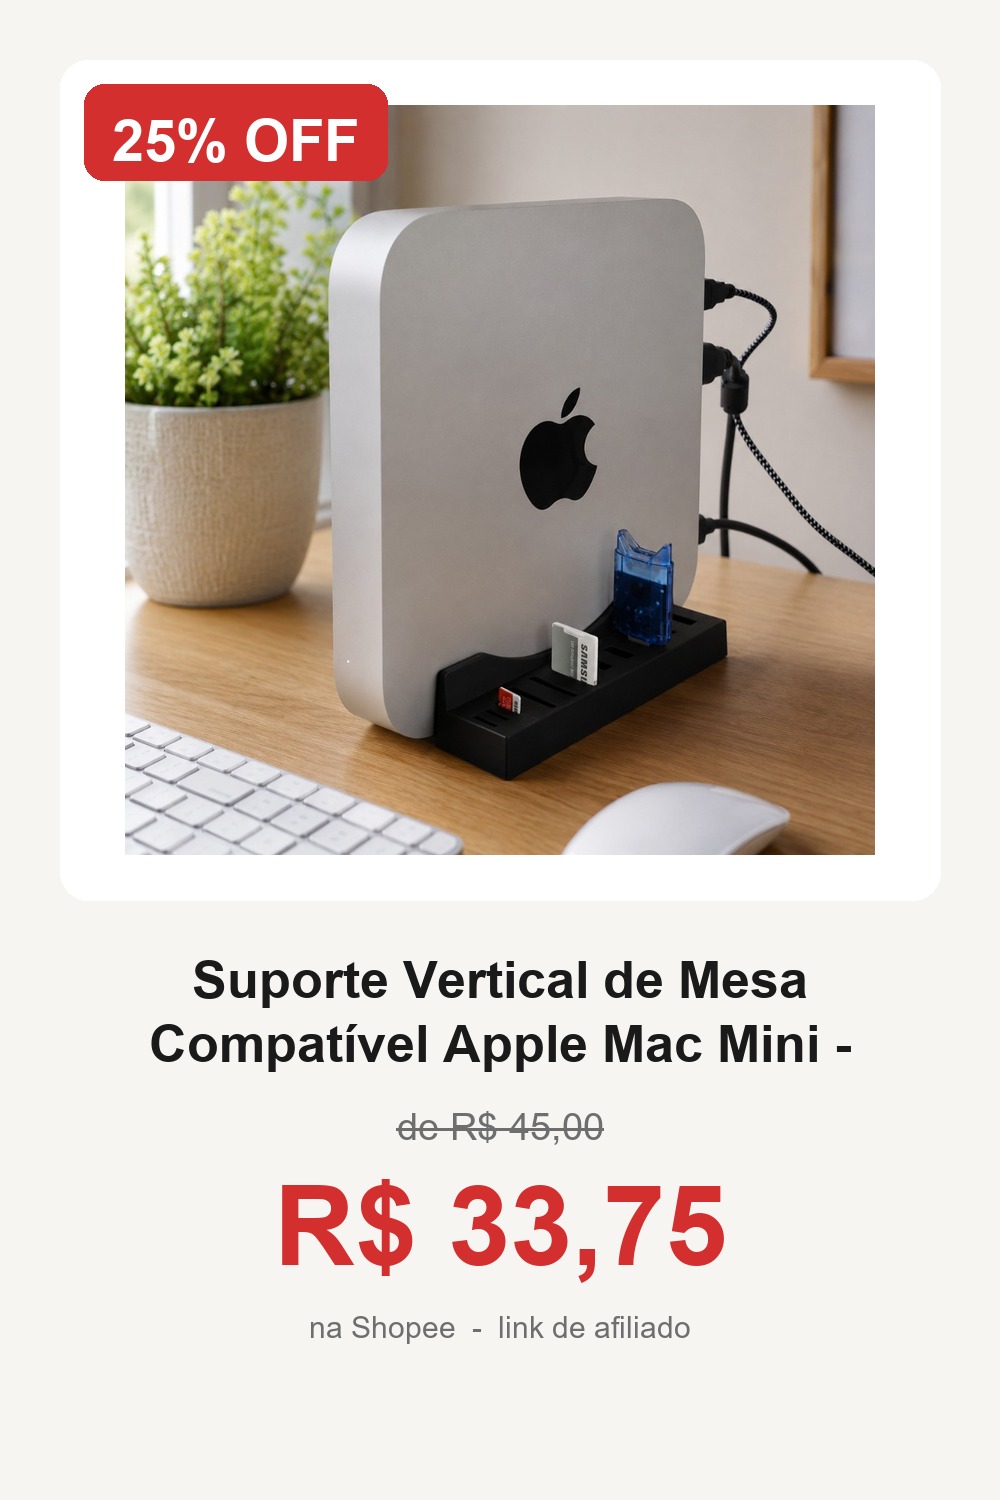 25% OFF
SAMSU
Suporte Vertical de Mesa
Compatível Apple Mac Mini -
de R$ 45,00
R$ 33,75
na Shopee - link de afiliado